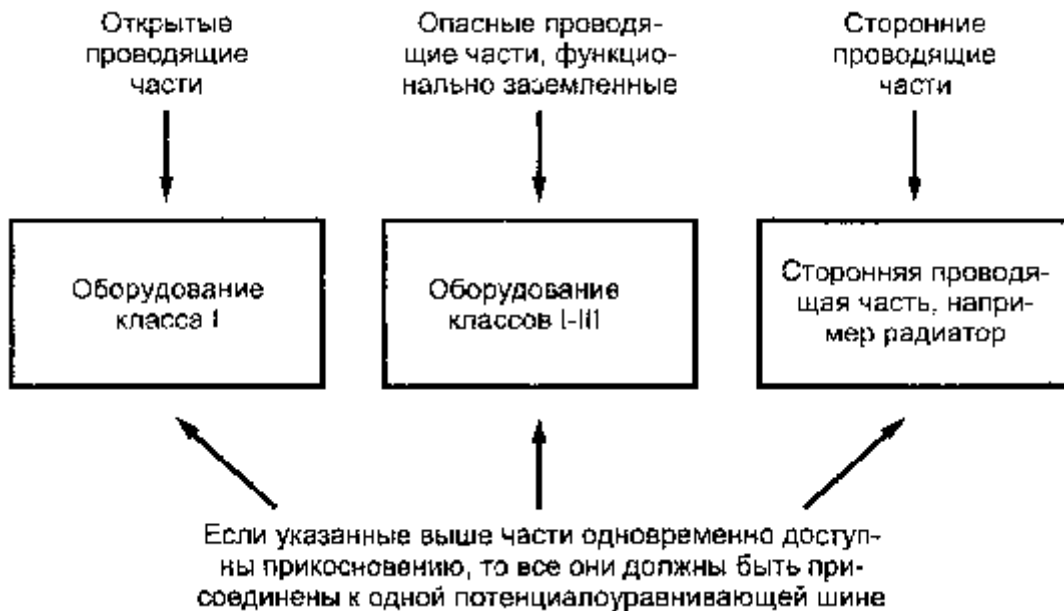 Открытые
проводящие
части
Опасные проводя-
щие части, функцио-
нально заземленные
Сторонние
проводящие
части
Оборудование
класса I
Оборудование
классов I-III
Сторонняя проводя-
щая часть, напри-
мер радиатор
Если указанные выше части одновременно доступ-
ны прикосновению, то все они должны быть при-
соединены к одной потенциалоуравнивающей шине